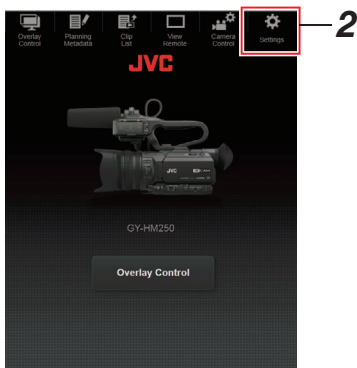 Overlay
Control
Planning
Metadata
Clip
List
View
Remote
Camera
Control
Settings
2
JVC
JVC
GY-HM250
Overlay Control